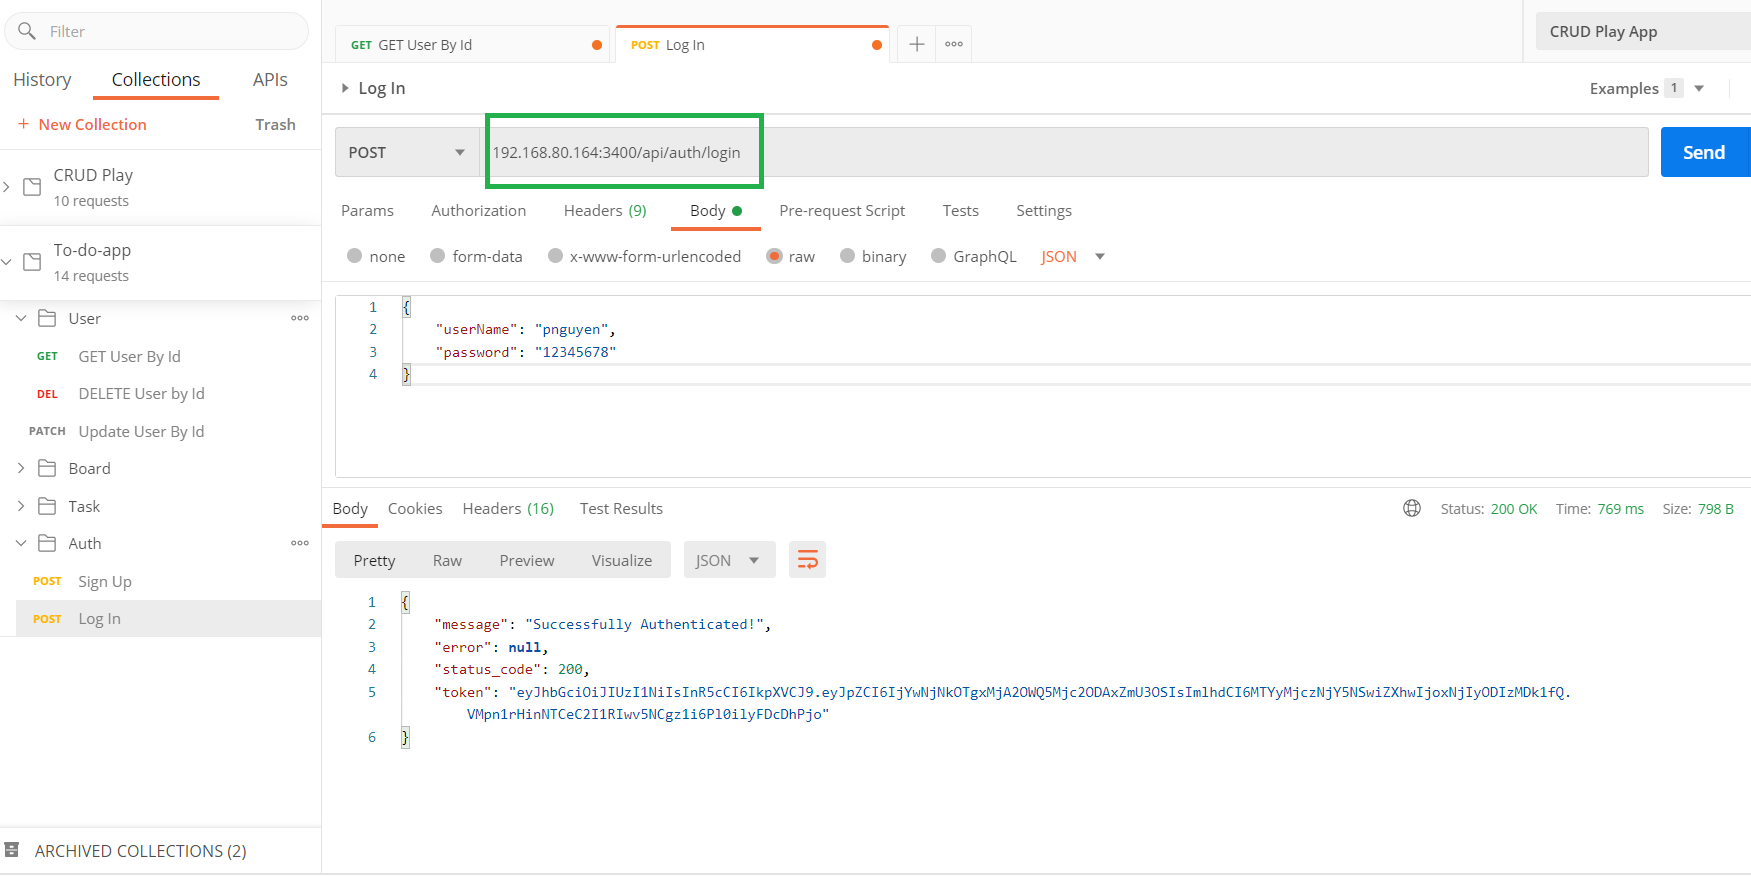 Filter
History Collections APIs
+ New Collection Trash
CRUD Play
10 requests
To-do-app
14 requests
User
GET GET User By Id
DEL DELETE User by Id
PATCH Update User By Id
Board
Task
Auth
POST Sign Up
POST Log In
ARCHIVED COLLECTIONS (2)
GET GET User By Id POST Log In CRUD Play App
Log In Examples 1
POST 192.168.80.164:3400/api/auth/login Send
Params Authorization Headers (9) Body Pre-request Script Tests Settings
none form-data x-www-form-urlencoded raw binary GraphQL JSON
1 {
2 "userName": "pnguyen",
3 "password": "12345678"
4 }
Body Cookies Headers (16) Test Results Status: 200 OK Time: 769 ms Size: 798 B
Pretty Raw Preview Visualize JSON
1 {
2 "message": "Successfully Authenticated!",
3 "error": null,
4 "status_code": 200,
5 "token": "eyJhbGciOiJIUzI1NiIsInR5cCI6IkpXVCJ9.eyJpZCI6IjYwNjNkOTgxMjA2OWQ5Mjc2ODAxZmU3OSIsImlhdCI6MTYyMjczNjY5NSwiZXhwIjoxNjIyODIzMDk1fQ.
VMpn1rHinNTCeC2I1RIwv5NCgz1i6Pl0ilyFDcDhPjo"
6 }